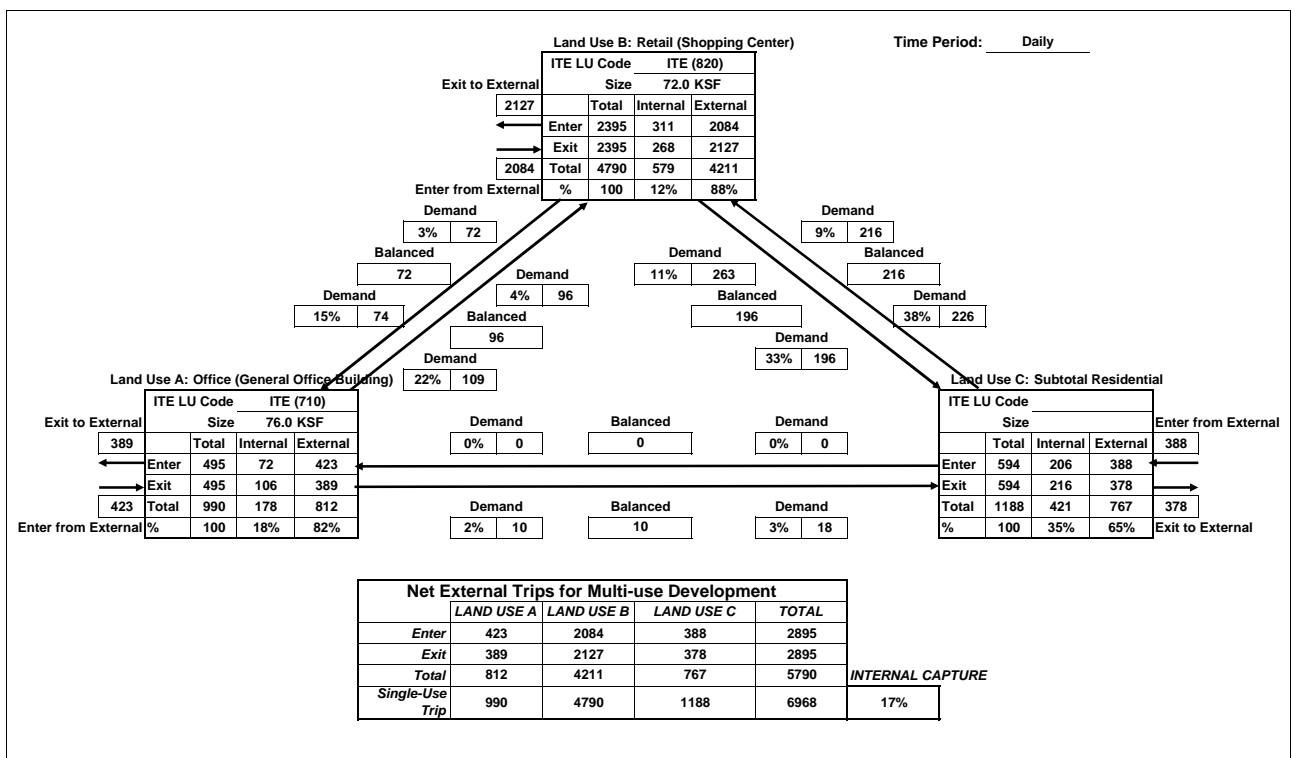 Land Use B: Retail (Shopping Center)
Time Period: Daily
ITE LU Code ITE (820)
Exit to External Size 72.0 KSF
2127 Total Internal External
Enter 2395 311 2084
Exit 2395 268 2127
2084 Total 4790 579 4211
Enter from External % 100 12% 88%
Demand Demand
3% 72 9% 216
Balanced Demand Balanced
72 Demand 11% 263 216
Demand 4% 96 Balanced Demand
15% 74 Balanced 196 38% 226
96 Demand
Demand 33% 196
Land Use A: Office (General Office Building) 22% 109 Land Use C: Subtotal Residential
ITE LU Code ITE (710) ITE LU Code
Exit to External Size 76.0 KSF Demand Balanced Demand Size Enter from External
389 Total Internal External 0% 0 0 0% 0 Total Internal External 388
Enter 495 72 423 Enter 594 206 388
Exit 495 106 389 Exit 594 216 378
423 Total 990 178 812 Demand Balanced Demand Total 1188 421 767 378
Enter from External % 100 18% 82% 2% 10 10 3% 18 % 100 35% 65% Exit to External
Net External Trips for Multi-use Development
LAND USE A LAND USE B LAND USE C TOTAL
Enter 423 2084 388 2895
Exit 389 2127 378 2895
Total 812 4211 767 5790 INTERNAL CAPTURE
Single-Use
Trip 990 4790 1188 6968 17%